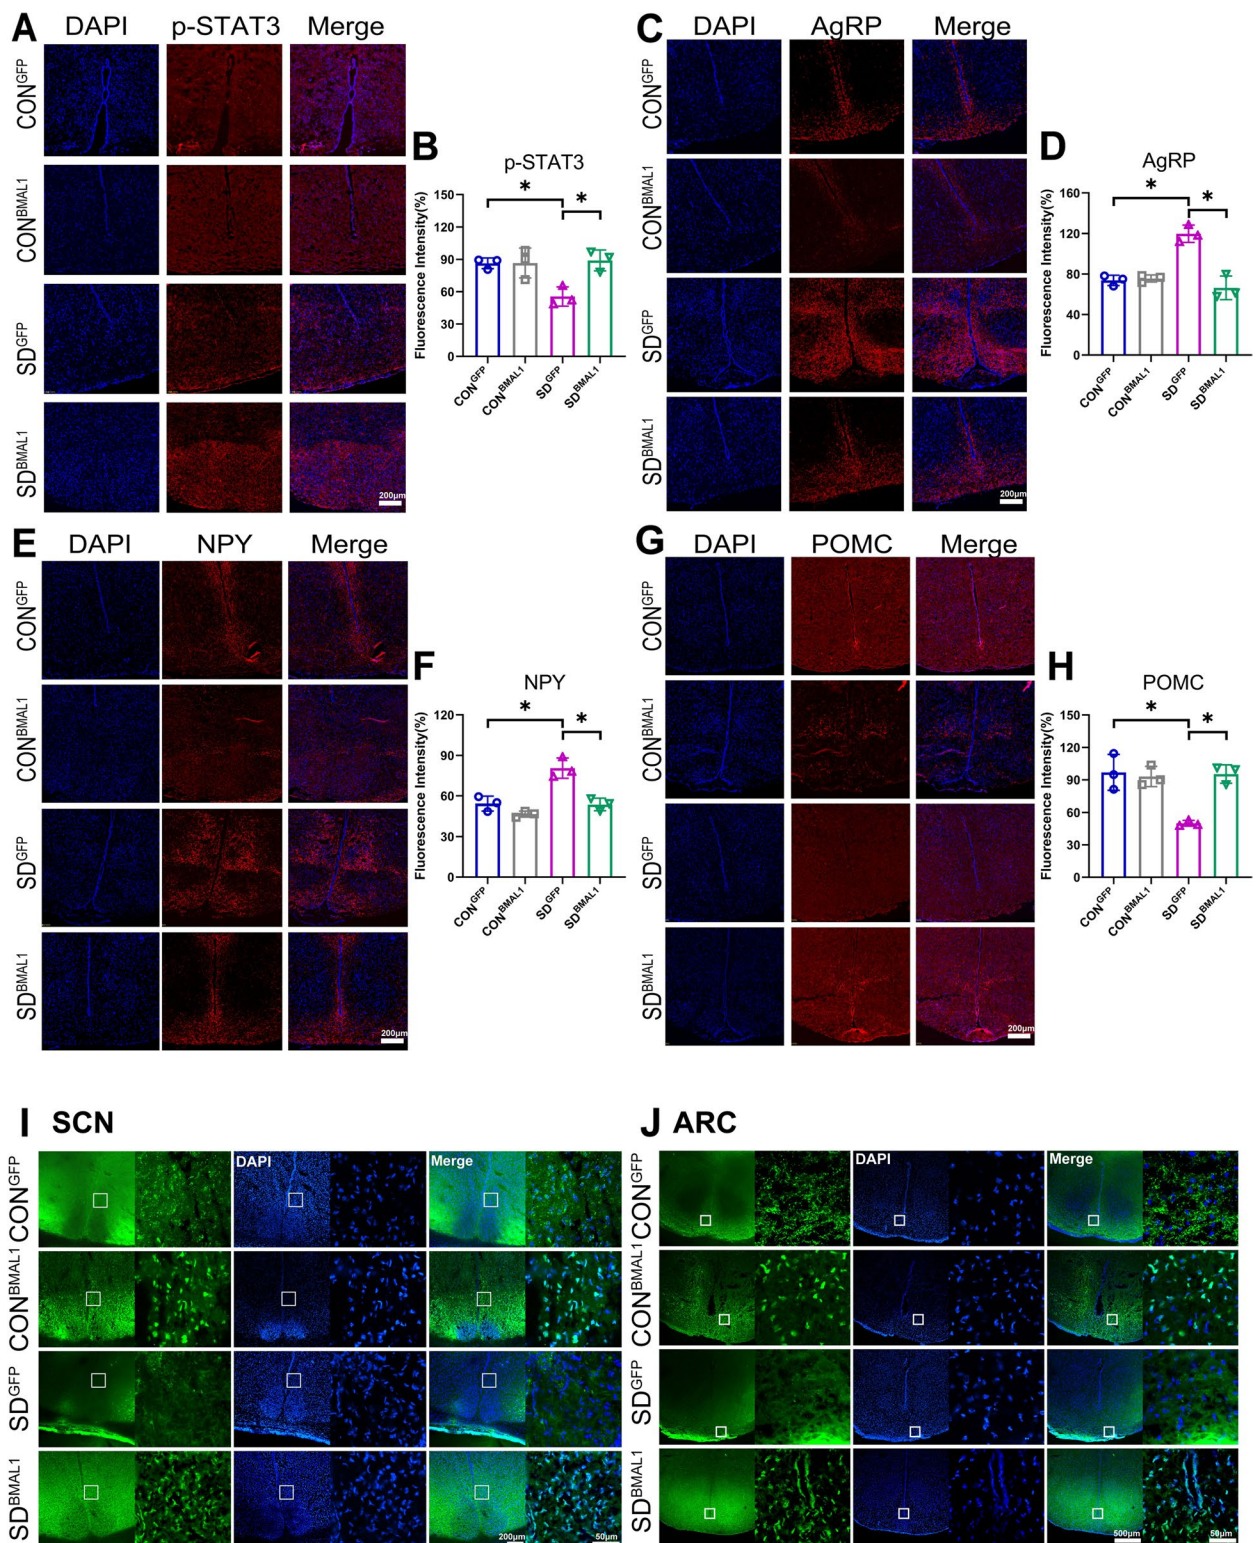 A
DAPI p-STAT3 Merge
CON^GFP
CON^BMAL1
SD^GFP
SD^BMAL1
200μm
B
p-STAT3
Fluorescence Intensity(%)
150
120
90
60
30
0
*
*
CON^GFP
CON^BMAL1
SD^GFP
SD^BMAL1
C
DAPI AgRP Merge
CON^GFP
CON^BMAL1
SD^GFP
SD^BMAL1
200μm
D
AgRP
Fluorescence Intensity(%)
160
120
80
40
0
*
*
CON^GFP
CON^BMAL1
SD^GFP
SD^BMAL1
E
DAPI NPY Merge
CON^GFP
CON^BMAL1
SD^GFP
SD^BMAL1
200μm
F
NPY
Fluorescence Intensity(%)
120
90
60
30
0
*
*
CON^GFP
CON^BMAL1
SD^GFP
SD^BMAL1
G
DAPI POMC Merge
CON^GFP
CON^BMAL1
SD^GFP
SD^BMAL1
200μm
H
POMC
Fluorescence Intensity(%)
150
120
90
60
30
0
*
*
CON^GFP
CON^BMAL1
SD^GFP
SD^BMAL1
I SCN
DAPI Merge
CON^GFP
CON^BMAL1
SD^GFP
SD^BMAL1
200μm 50μm
J ARC
DAPI Merge
CON^GFP
CON^BMAL1
SD^GFP
SD^BMAL1
500μm 50μm